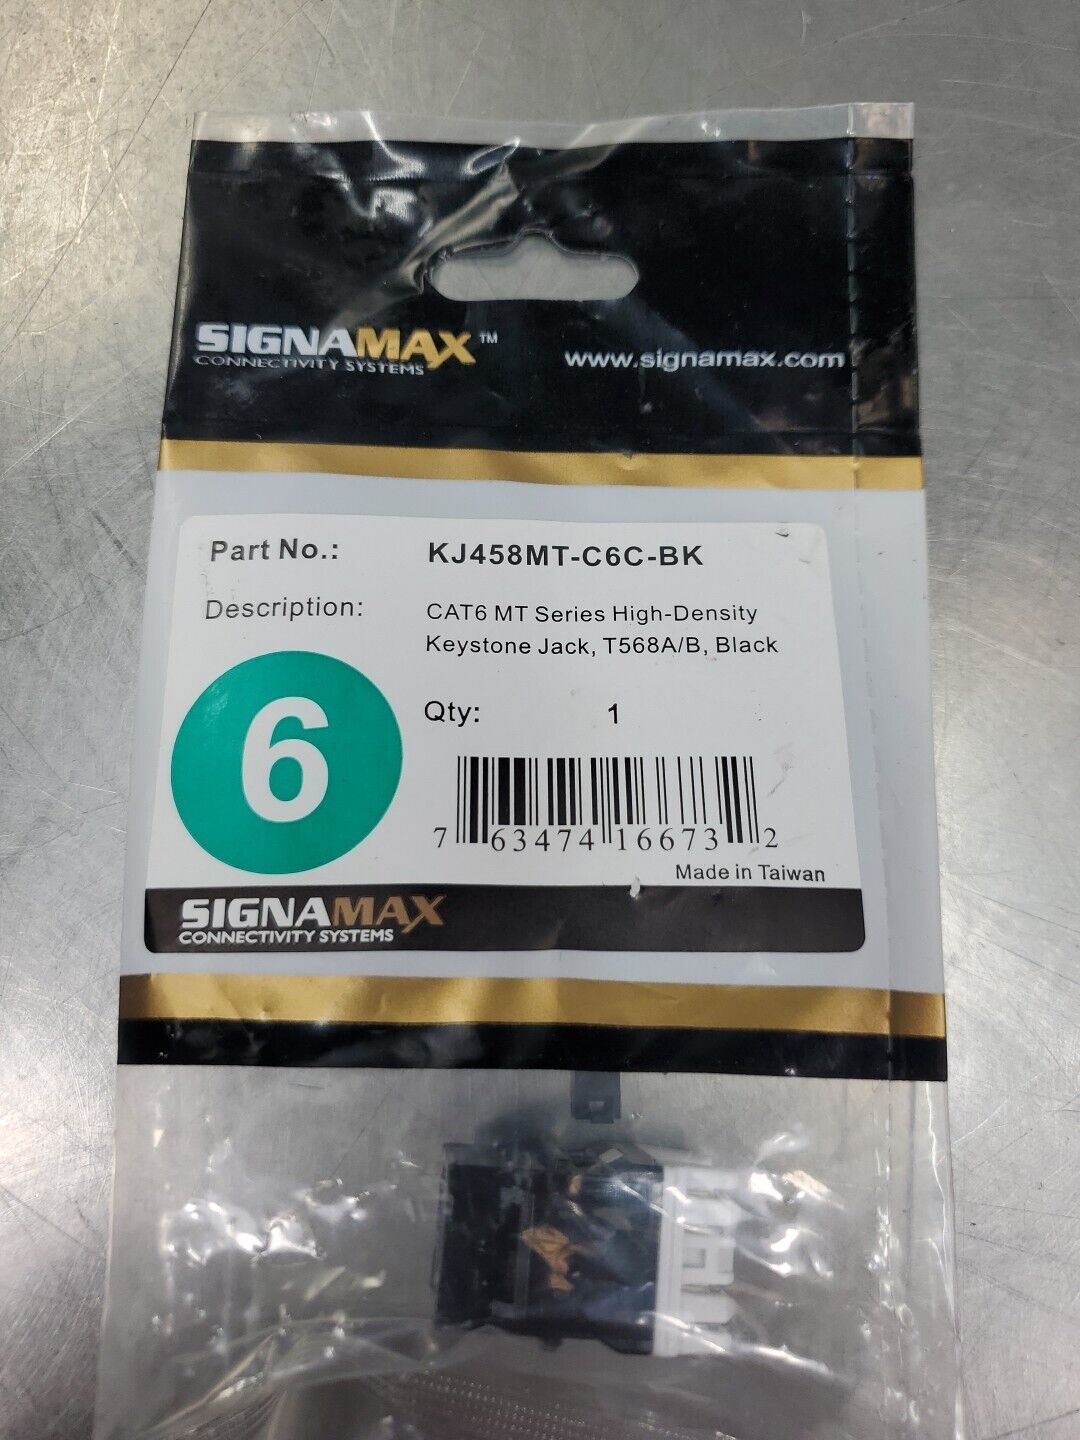 SIGNAMAX™
CONNECTIVITY SYSTEMS
www.signamax.com
Part No.: KJ458MT-C6C-BK
Description: CAT6 MT Series High-Density
Keystone Jack, T568A/B, Black
6
Qty: 1
7 63474 16673 2
Made in Taiwan
SIGNAMAX
CONNECTIVITY SYSTEMS